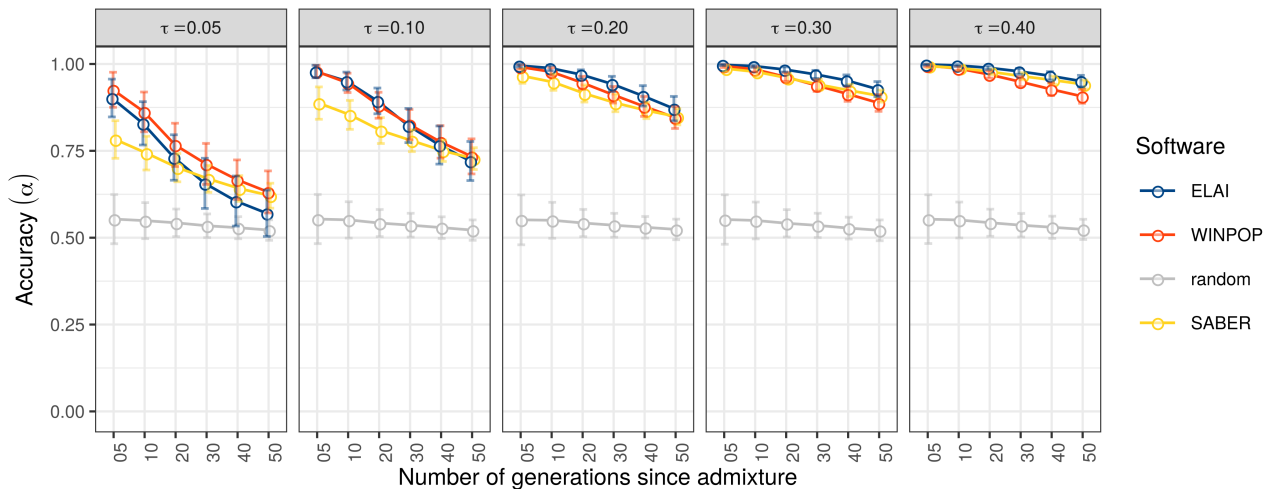 τ =0.05
τ =0.10
τ =0.20
τ =0.30
τ =0.40
Accuracy (α)
1.00
0.75
0.50
0.25
0.00
05 10 20 30 40 50
05 10 20 30 40 50
05 10 20 30 40 50
05 10 20 30 40 50
05 10 20 30 40 50
Number of generations since admixture
Software
ELAI
WINPOP
random
SABER